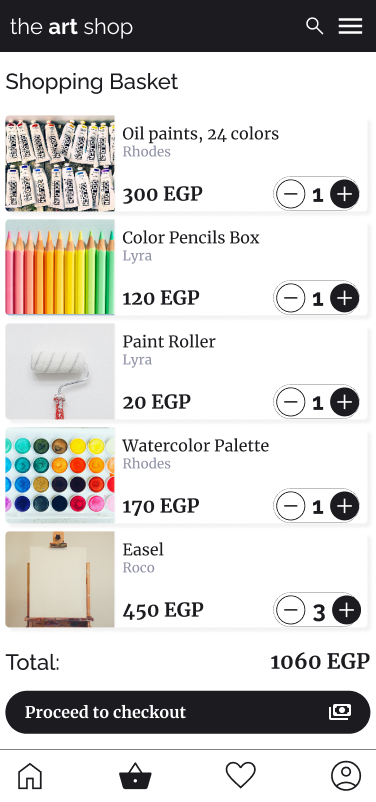 the art shop
Shopping Basket
Oil paints, 24 colors
Rhodes
300 EGP
1
Color Pencils Box
Lyra
120 EGP
1
Paint Roller
Lyra
20 EGP
1
Watercolor Palette
Rhodes
170 EGP
1
Easel
Roco
450 EGP
3
Total:
1060 EGP
Proceed to checkout